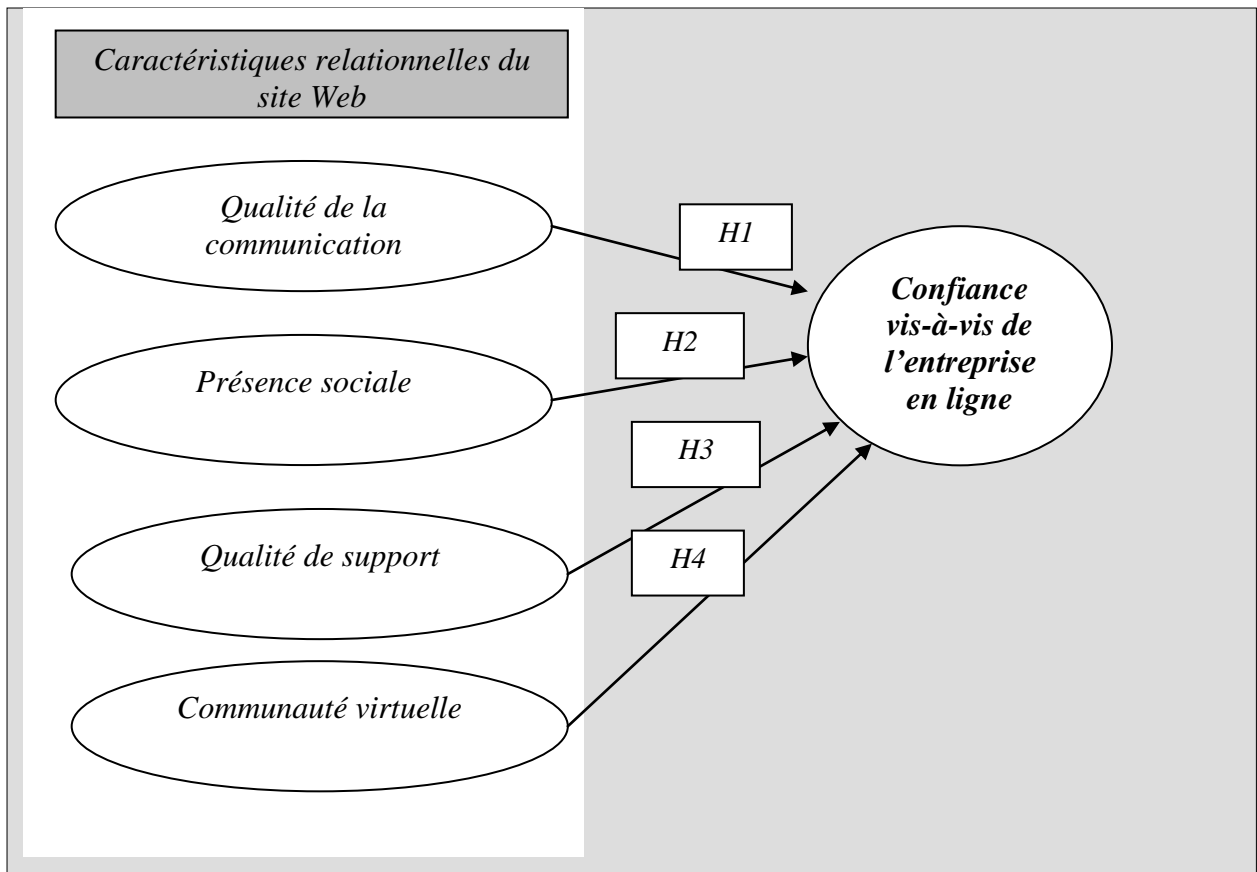 Caractéristiques relationnelles du
site Web
Qualité de la
communication
H1
Confiance
vis-à-vis de
l’entreprise
en ligne
H2
Présence sociale
H3
Qualité de support
H4
Communauté virtuelle